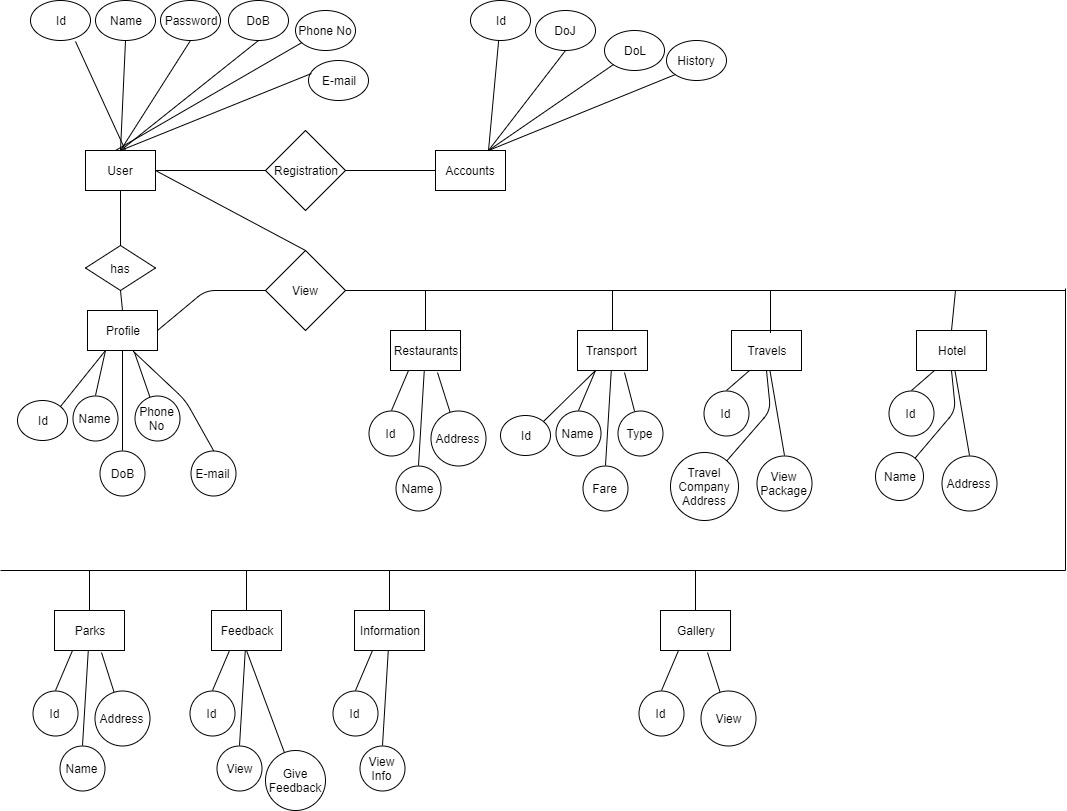 Id
Name
Password
DoB
Phone No
E-mail
Id
DoJ
DoL
History
User
Registration
Accounts
has
View
Profile
Restaurants
Transport
Travels
Hotel
Id
Name
Phone
No
DoB
E-mail
Id
Address
Name
Id
Name
Type
Fare
Id
Travel
Company
Address
View
Package
Id
Name
Address
Parks
Feedback
Information
Gallery
Id
Address
Name
Id
View
Give
Feedback
Id
View
Info
Id
View